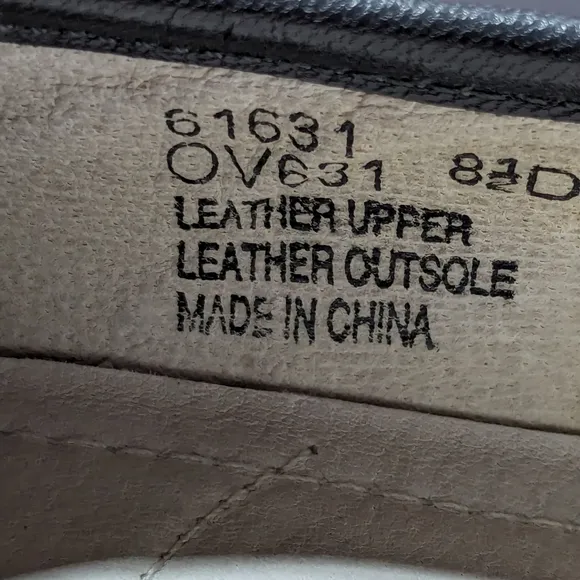 61631
OV631 8½D
LEATHER UPPER
LEATHER OUTSOLE
MADE IN CHINA